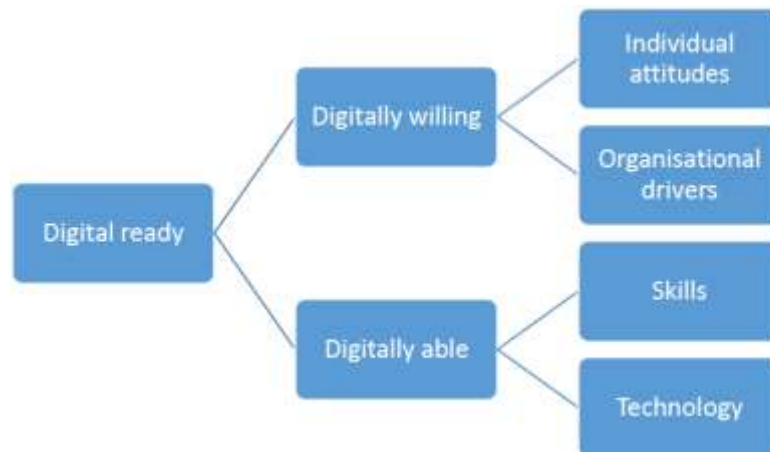 Digital ready
Digitally willing
Individual
attitudes
Organisational
drivers
Digitally able
Skills
Technology